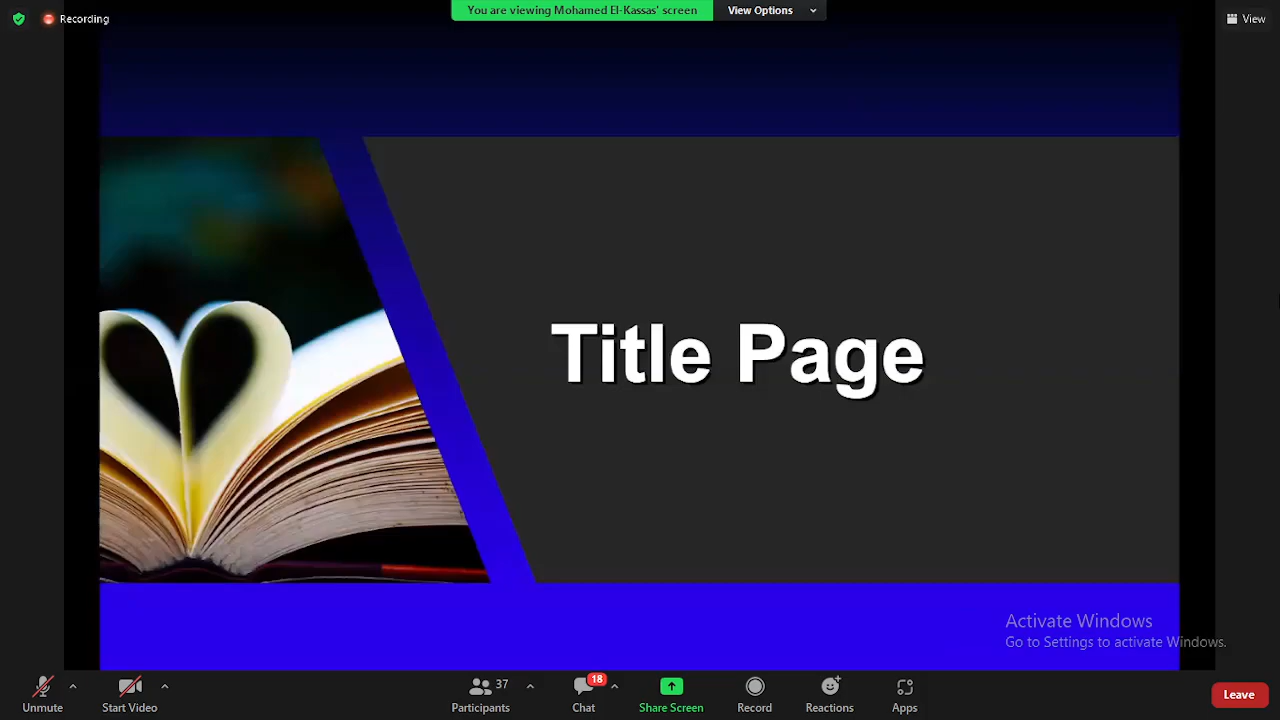 You are viewing Mohamed El-Kassas' screen
View Options
Recording
View
Title Page
Activate Windows
Go to Settings to activate Windows.
Unmute
Start Video
37
Participants
18
Chat
Share Screen
Record
Reactions
Apps
Leave